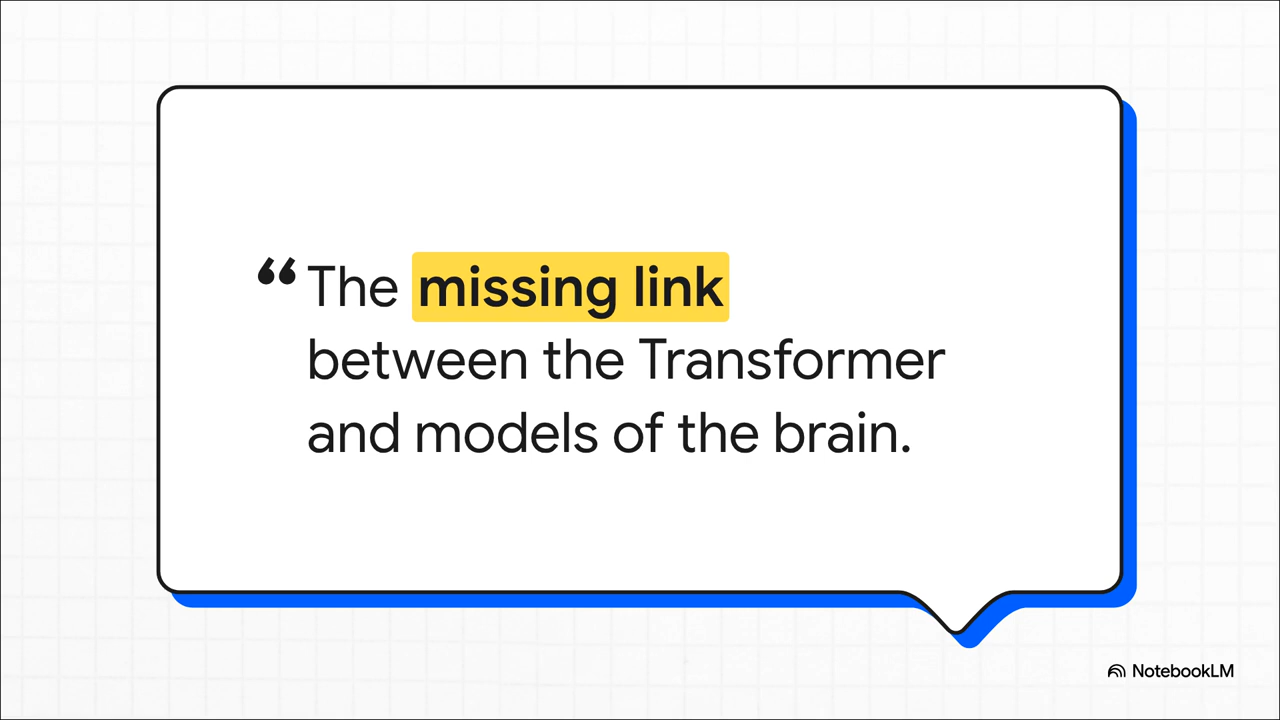 “The missing link
between the Transformer
and models of the brain.
NotebookLM